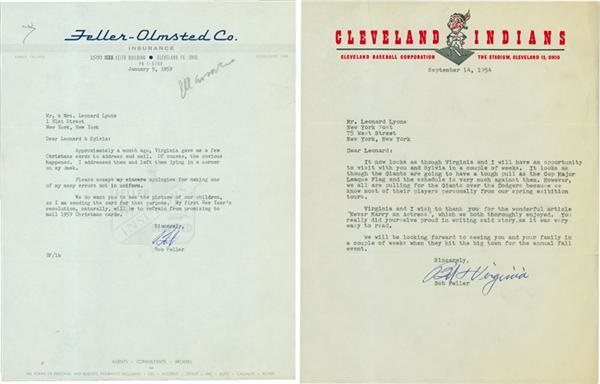 Feller-Olmsted Co.
INSURANCE
1500 KEITH BUILDING • CLEVELAND 15, OHIO
January 9, 1959
Mr. & Mrs. Leonard Lyons
1 81st Street
New York, New York
Dear Leonard & Sylvia:
Approximately a month ago, Virginia gave me a few
Christmas cards to address and mail. Of course, the obvious
happened. I addressed them and left them lying in a corner
on my desk.
Please accept my sincere apologies for making one
of my many errors not in uniform.
We do want you to see the picture of our children,
so I am sending the card for that purpose. My first New Year's
resolution, naturally, will be to refrain from promising to
mail 1959 Christmas cards.
Sincerely,
Bob
Bob Feller
BF/lb
AGENTS - CONSULTANTS - BROKERS
CLEVELAND INDIANS
CLEVELAND BASEBALL CORPORATION THE STADIUM, CLEVELAND 13, OHIO
September 14, 1954
Mr. Leonard Lyons
New York Post
75 West Street
New York, New York
Dear Leonard:
It now looks as though Virginia and I will have an opportunity
to visit with you and Sylvia in a couple of weeks. It looks as
though the Giants are going to have a tough pull as the Cop Major
League Flag and the schedule is very much against them. However,
we all are pulling for the Giants over the Dodgers because we
know most of their players personally from our spring exhibition
tours.
Virginia and I wish to thank you for the wonderful article
"Never Marry an Actress", which we both thoroughly enjoyed. You
really did yourself proud in writing said story as it was very
easy to read.
We will be looking forward to seeing you and your family in
a couple of weeks when they hit the big town for the annual Fall
event.
Sincerely,
Bob & Virginia
Bob Feller